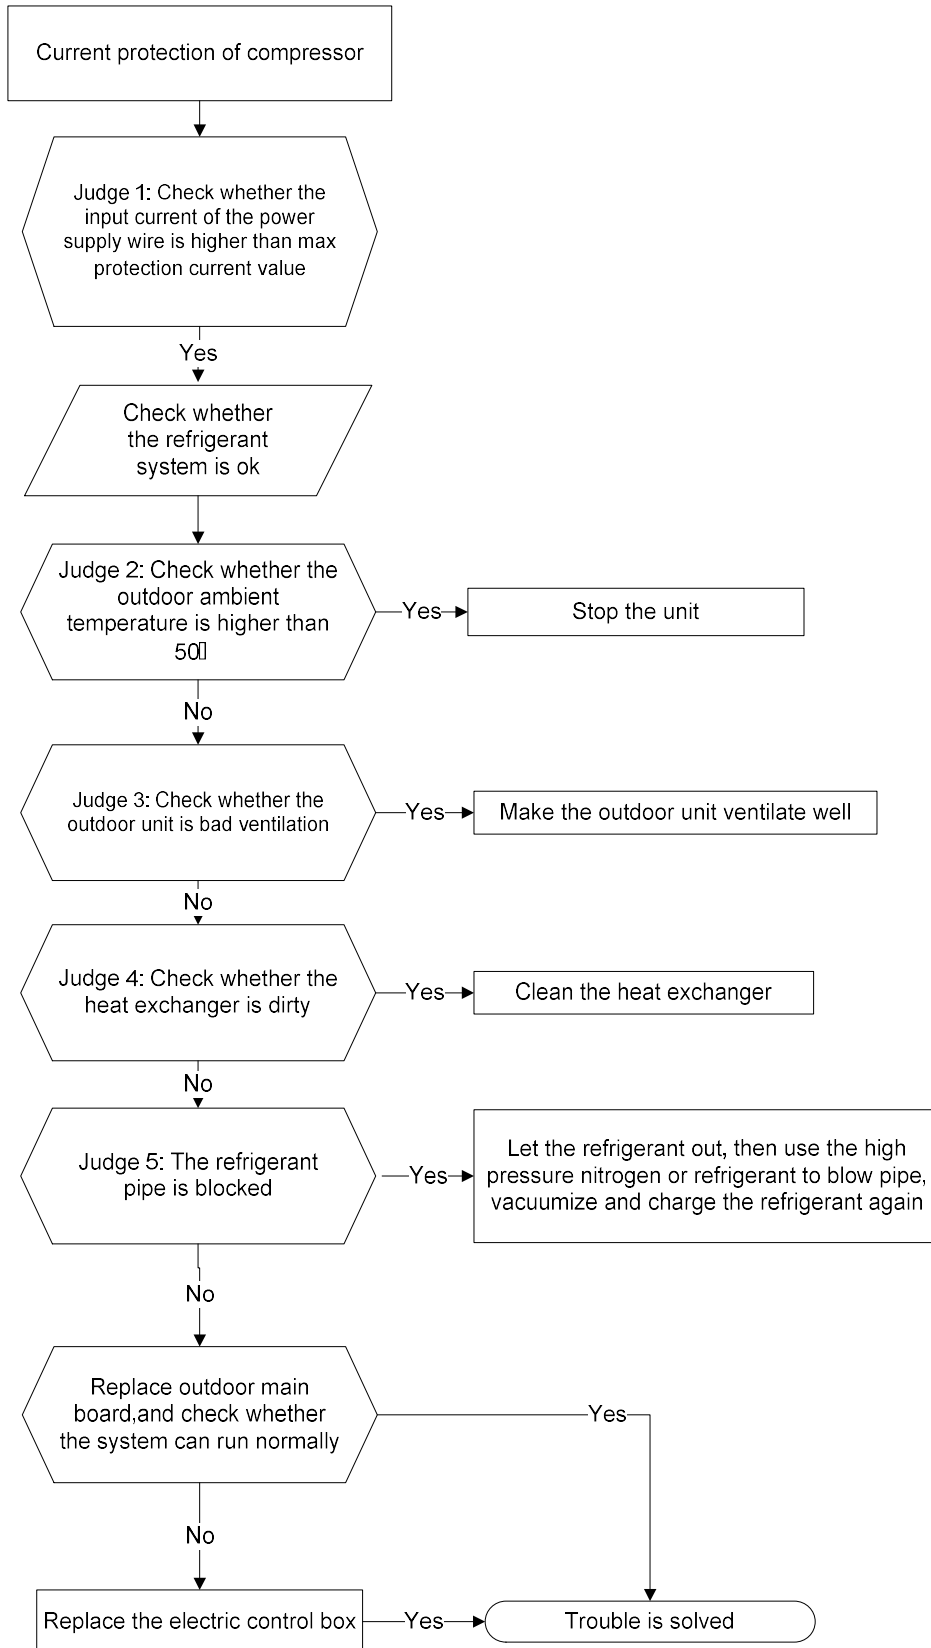 Current protection of compressor
Judge 1: Check whether the
input current of the power
supply wire is higher than max
protection current value
Yes
Check whether
the refrigerant
system is ok
Judge 2: Check whether the
outdoor ambient
temperature is higher than
50▯
Yes
Stop the unit
No
Judge 3: Check whether the
outdoor unit is bad ventilation
Yes
Make the outdoor unit ventilate well
No
Judge 4: Check whether the
heat exchanger is dirty
Yes
Clean the heat exchanger
No
Judge 5: The refrigerant
pipe is blocked
Yes
Let the refrigerant out, then use the high
pressure nitrogen or refrigerant to blow pipe,
vacuumize and charge the refrigerant again
No
Replace outdoor main
board,and check whether
the system can run normally
Yes
No
Replace the electric control box
Yes
Trouble is solved